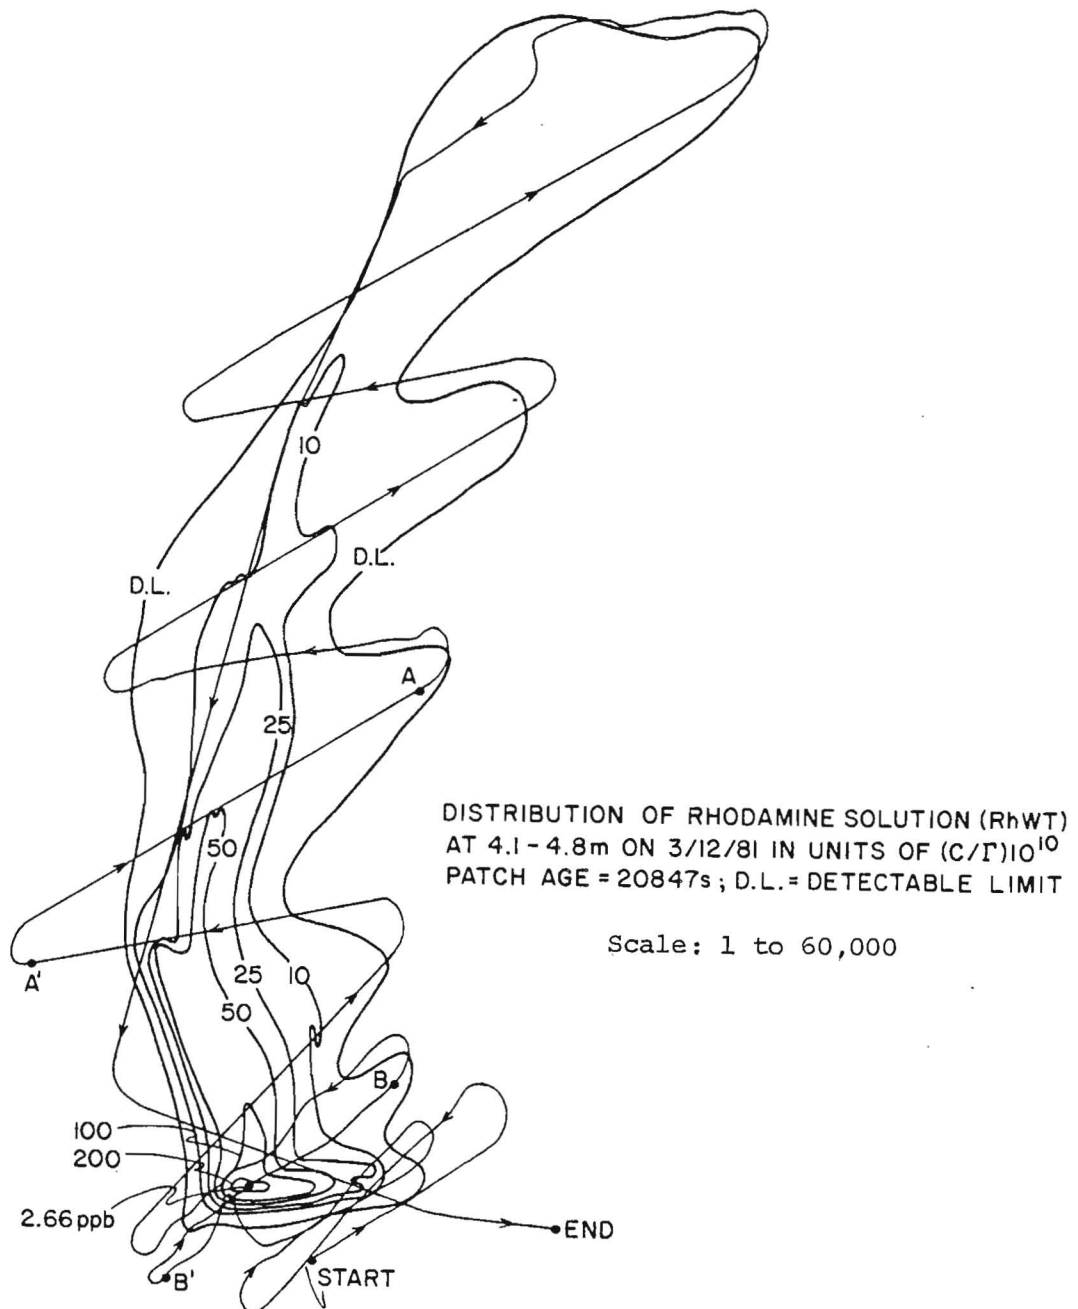 10
D.L.
D.L.
A
25
50
DISTRIBUTION OF RHODAMINE SOLUTION (RhWT)
AT 4.1 - 4.8m ON 3/12/81 IN UNITS OF (C/Γ)10¹⁰
PATCH AGE = 20847s ; D.L. = DETECTABLE LIMIT
Scale: 1 to 60,000
A'
25
10
50
B
100
200
2.66 ppb
END
B'
START